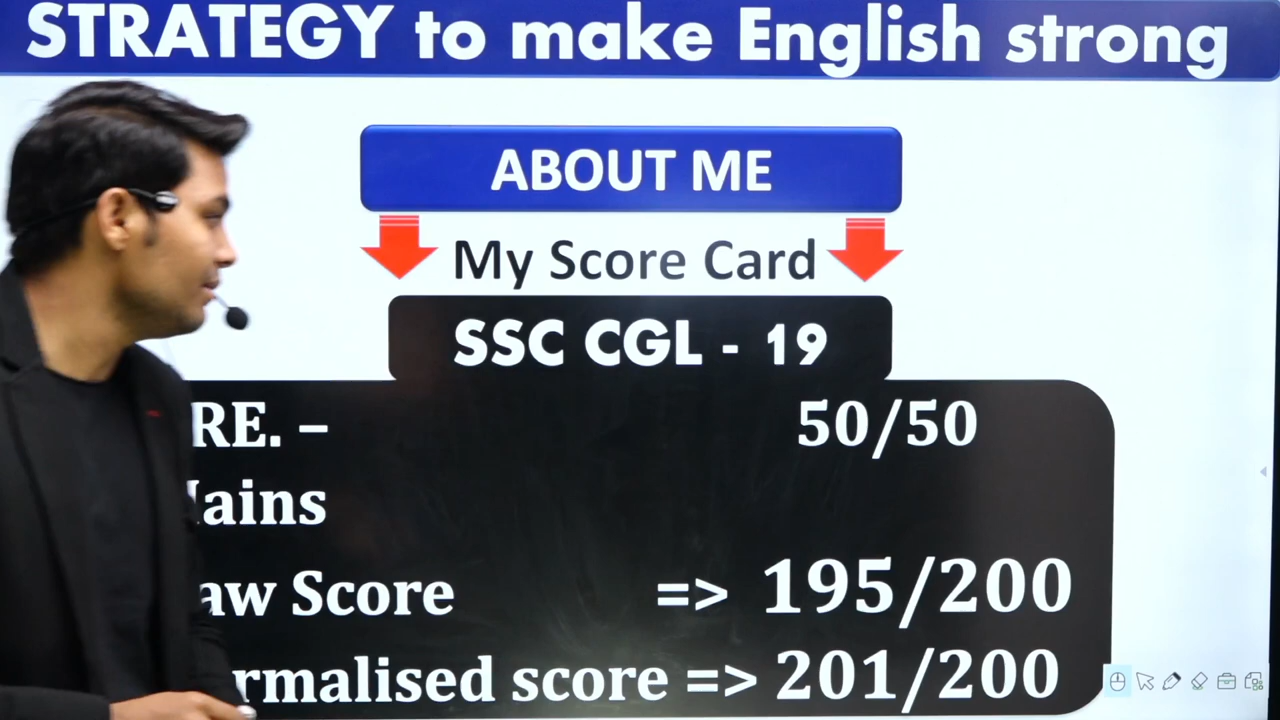 STRATEGY to make English strong
ABOUT ME
My Score Card
SSC CGL - 19
RE. – 50/50
ains
aw Score => 195/200
rmalised score => 201/200